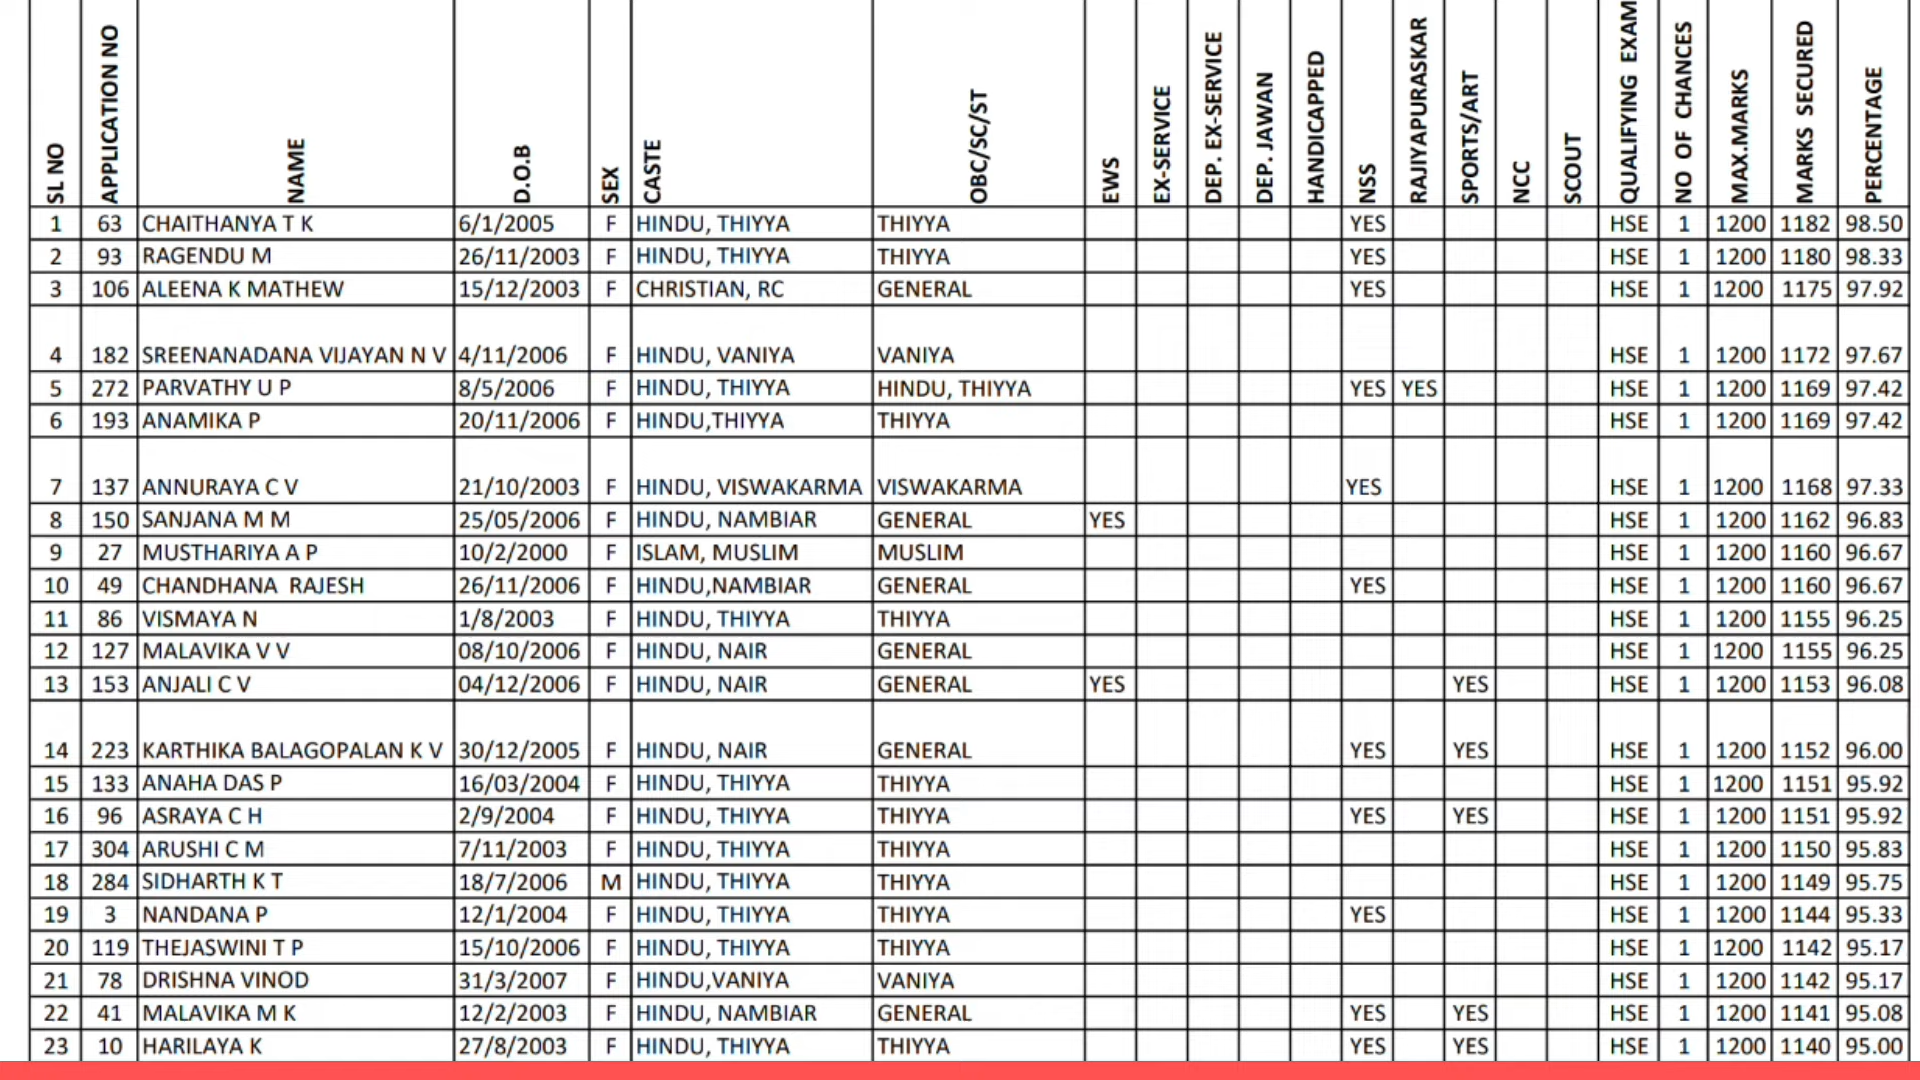 SL NO APPLICATION NO NAME D.O.B SEX CASTE OBC/SC/ST EWS EX-SERVICE DEP. EX-SERVICE DEP. JAWAN HANDICAPPED NSS RAJIYAPURASKAR SPORTS/ART NCC SCOUT QUALIFYING EXAM NO OF CHANCES MAX.MARKS MARKS SECURED PERCENTAGE
1 63 CHAITHANYA T K 6/1/2005 F HINDU, THIYYA THIYYA YES HSE 1 1200 1182 98.50
2 93 RAGENDU M 26/11/2003 F HINDU, THIYYA THIYYA YES HSE 1 1200 1180 98.33
3 106 ALEENA K MATHEW 15/12/2003 F CHRISTIAN, RC GENERAL YES HSE 1 1200 1175 97.92
4 182 SREENANADANA VIJAYAN N V 4/11/2006 F HINDU, VANIYA VANIYA HSE 1 1200 1172 97.67
5 272 PARVATHY U P 8/5/2006 F HINDU, THIYYA HINDU, THIYYA YES YES HSE 1 1200 1169 97.42
6 193 ANAMIKA P 20/11/2006 F HINDU,THIYYA THIYYA HSE 1 1200 1169 97.42
7 137 ANNURAYA C V 21/10/2003 F HINDU, VISWAKARMA VISWAKARMA YES HSE 1 1200 1168 97.33
8 150 SANJANA M M 25/05/2006 F HINDU, NAMBIAR GENERAL YES HSE 1 1200 1162 96.83
9 27 MUSTHARIYA A P 10/2/2000 F ISLAM, MUSLIM MUSLIM HSE 1 1200 1160 96.67
10 49 CHANDHANA RAJESH 26/11/2006 F HINDU,NAMBIAR GENERAL YES HSE 1 1200 1160 96.67
11 86 VISMAYA N 1/8/2003 F HINDU, THIYYA THIYYA HSE 1 1200 1155 96.25
12 127 MALAVIKA V V 08/10/2006 F HINDU, NAIR GENERAL HSE 1 1200 1155 96.25
13 153 ANJALI C V 04/12/2006 F HINDU, NAIR GENERAL YES YES HSE 1 1200 1153 96.08
14 223 KARTHIKA BALAGOPALAN K V 30/12/2005 F HINDU, NAIR GENERAL YES YES HSE 1 1200 1152 96.00
15 133 ANAHA DAS P 16/03/2004 F HINDU, THIYYA THIYYA HSE 1 1200 1151 95.92
16 96 ASRAYA C H 2/9/2004 F HINDU, THIYYA THIYYA YES YES HSE 1 1200 1151 95.92
17 304 ARUSHI C M 7/11/2003 F HINDU, THIYYA THIYYA HSE 1 1200 1150 95.83
18 284 SIDHARTH K T 18/7/2006 M HINDU, THIYYA THIYYA HSE 1 1200 1149 95.75
19 3 NANDANA P 12/1/2004 F HINDU, THIYYA THIYYA YES HSE 1 1200 1144 95.33
20 119 THEJASWINI T P 15/10/2006 F HINDU, THIYYA THIYYA HSE 1 1200 1142 95.17
21 78 DRISHNA VINOD 31/3/2007 F HINDU,VANIYA VANIYA HSE 1 1200 1142 95.17
22 41 MALAVIKA M K 12/2/2003 F HINDU, NAMBIAR GENERAL YES YES HSE 1 1200 1141 95.08
23 10 HARILAYA K 27/8/2003 F HINDU, THIYYA THIYYA YES YES HSE 1 1200 1140 95.00